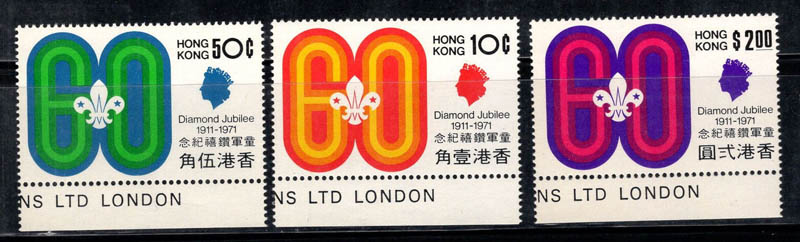 60
HONG KONG 50¢
Diamond Jubilee
1911-1971
念紀禧鑽軍童
角伍港香
NS LTD LONDON
60
HONG KONG 10¢
Diamond Jubilee
1911-1971
念紀禧鑽軍童
角壹港香
NS LTD LONDON
60
HONG KONG $2.00
Diamond Jubilee
1911-1971
念紀禧鑽軍童
圓弍港香
NS LTD LONDON